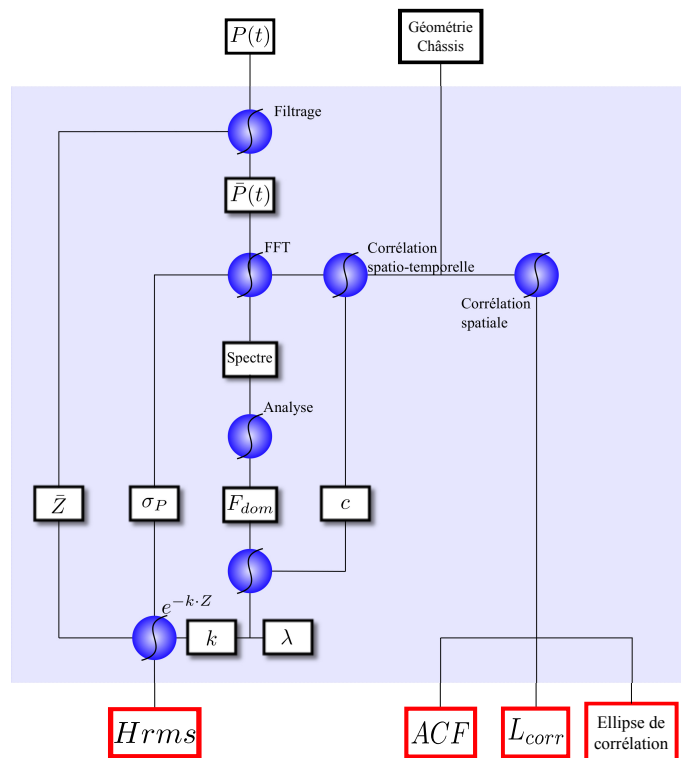 P(t)
Géométrie
Châssis
Filtrage
P̄(t)
FFT
Corrélation
spatio-temporelle
Corrélation
spatiale
Spectre
Analyse
Z̄
σ_P
F_dom
c
e^{-k·Z}
k
λ
Hrms
ACF
L_corr
Ellipse de
corrélation